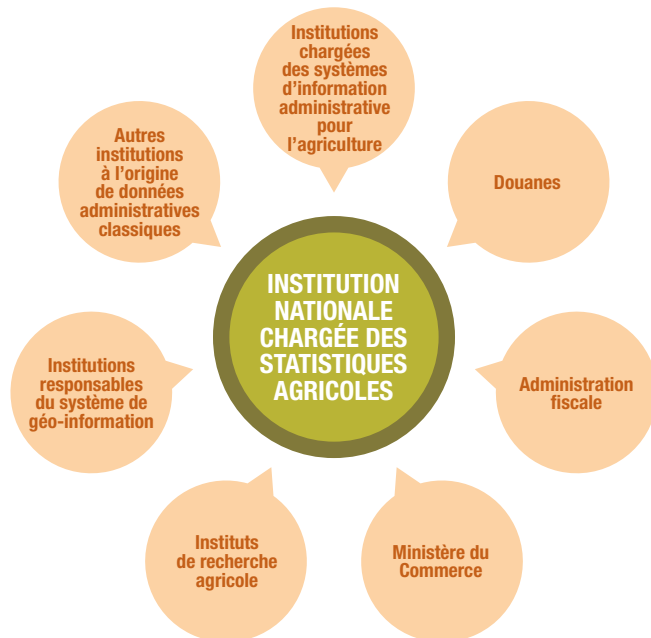 Institutions
chargées
des systèmes
d'information
administrative
pour
l'agriculture
Autres
institutions
à l'origine
de données
administratives
classiques
Douanes
INSTITUTION
NATIONALE
CHARGÉE DES
STATISTIQUES
AGRICOLES
Institutions
responsables
du système de
géo-information
Administration
fiscale
Instituts
de recherche
agricole
Ministère du
Commerce